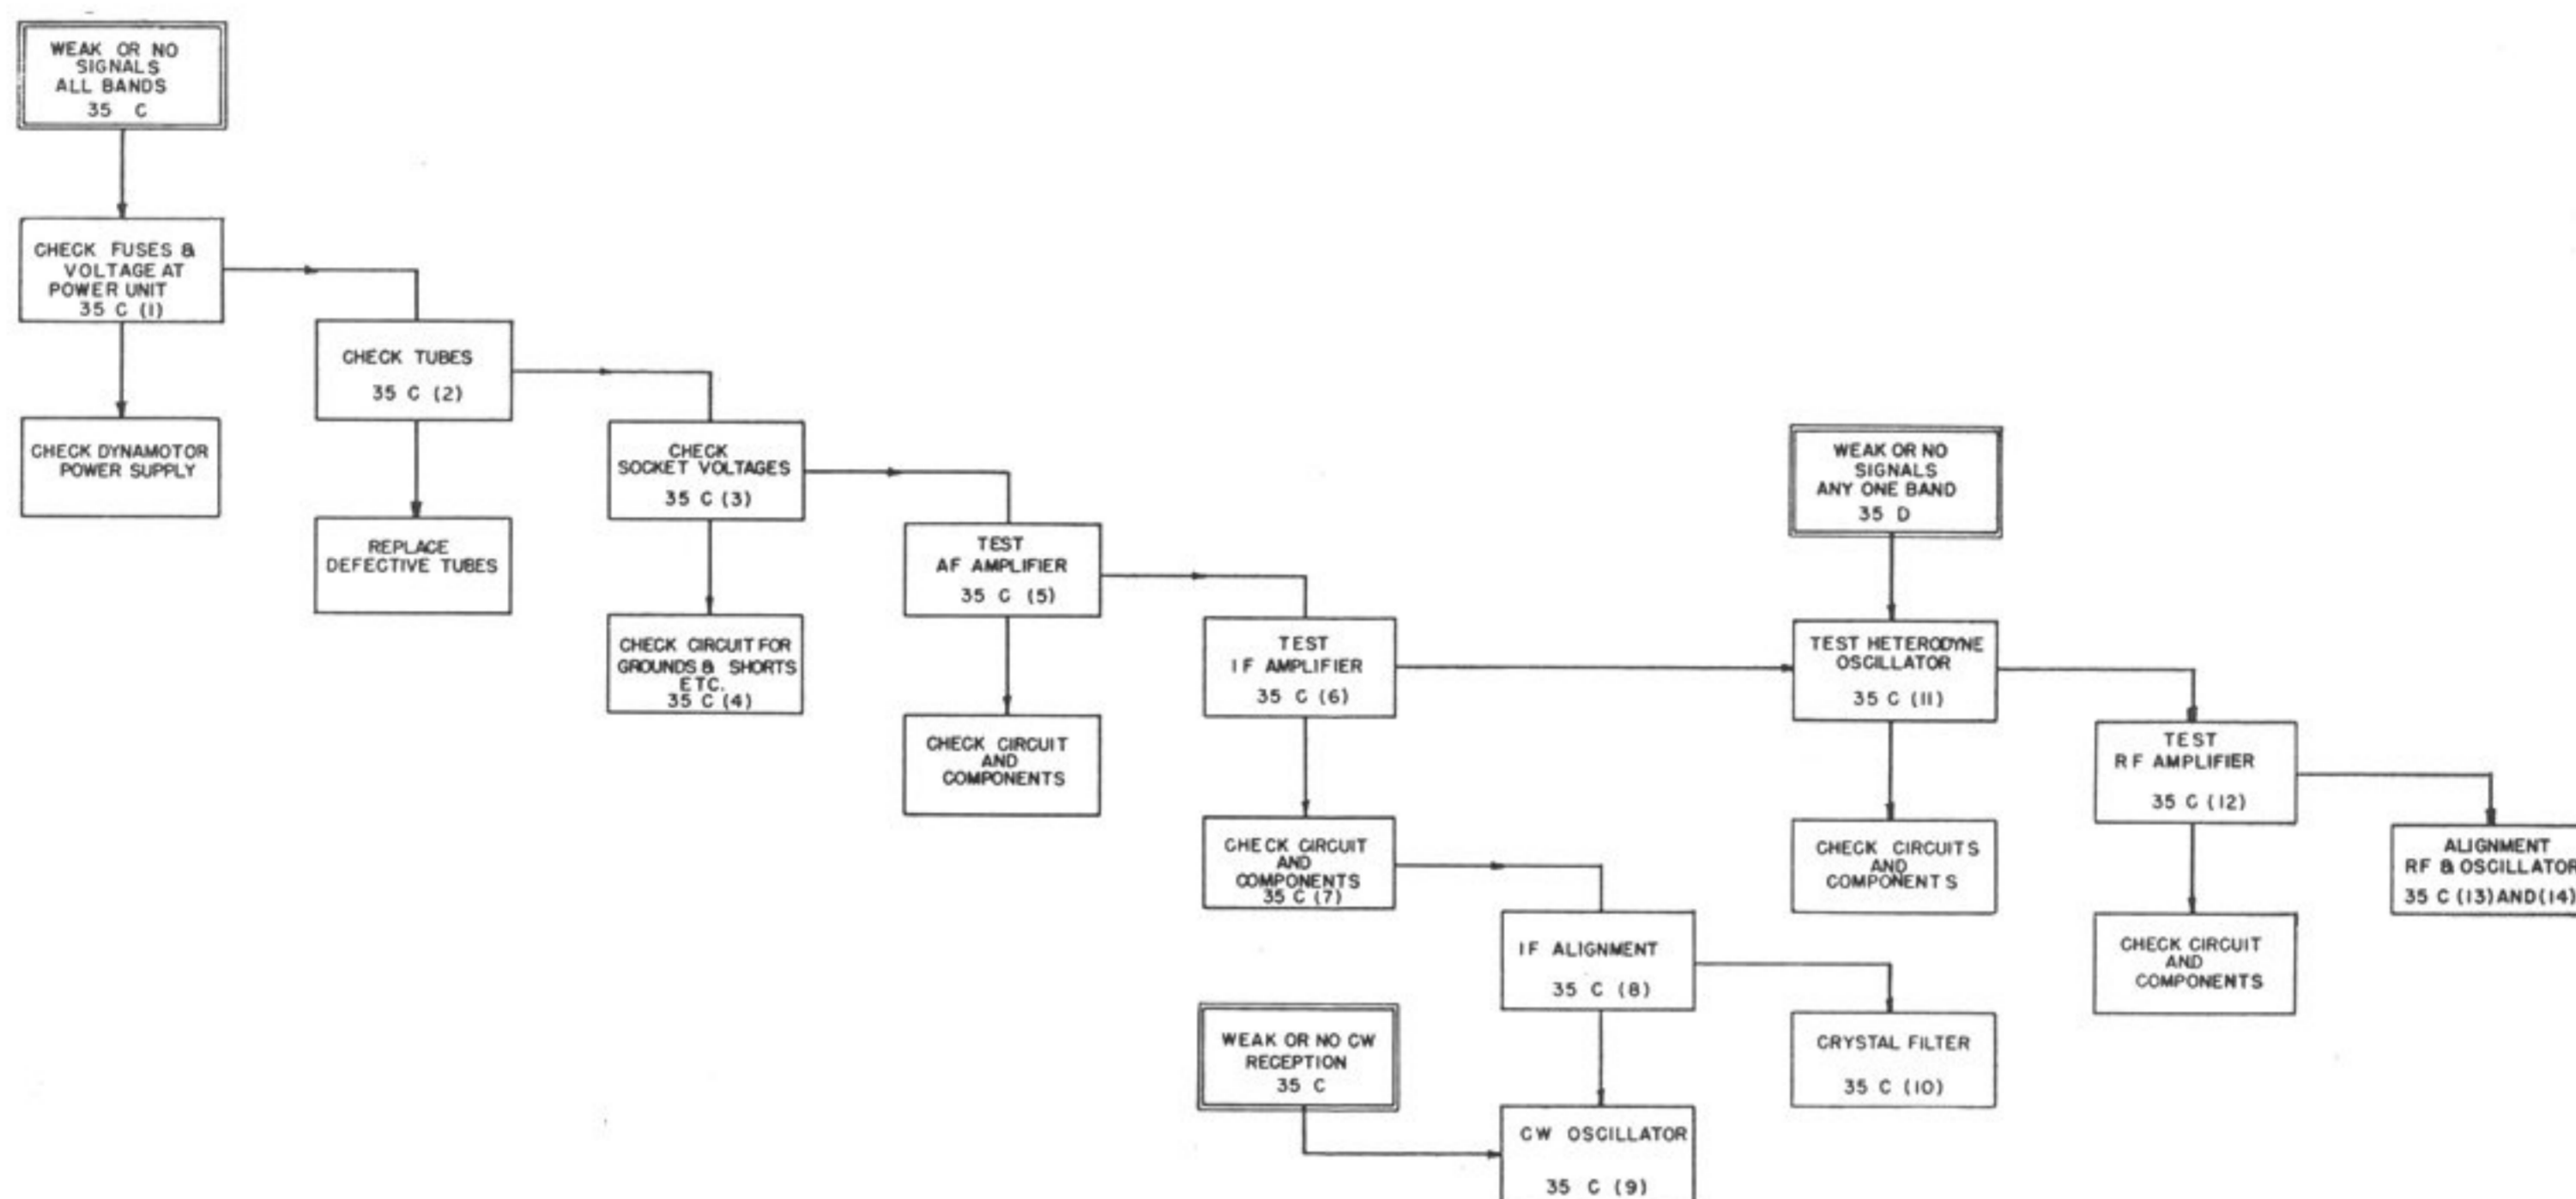 WEAK OR NO
SIGNALS
ALL BANDS
35 C
CHECK FUSES &
VOLTAGE AT
POWER UNIT
35 C (1)
CHECK DYNAMOTOR
POWER SUPPLY
CHECK TUBES
35 C (2)
REPLACE
DEFECTIVE TUBES
CHECK
SOCKET VOLTAGES
35 C (3)
CHECK CIRCUIT FOR
GROUNDS & SHORTS
ETC.
35 C (4)
TEST
AF AMPLIFIER
35 C (5)
CHECK CIRCUIT
AND
COMPONENTS
TEST
IF AMPLIFIER
35 C (6)
CHECK CIRCUIT
AND
COMPONENTS
35 C (7)
IF ALIGNMENT
35 C (8)
WEAK OR NO CW
RECEPTION
35 C
CW OSCILLATOR
35 C (9)
CRYSTAL FILTER
35 C (10)
WEAK OR NO
SIGNALS
ANY ONE BAND
35 D
TEST HETERODYNE
OSCILLATOR
35 C (11)
CHECK CIRCUITS
AND
COMPONENTS
TEST
RF AMPLIFIER
35 C (12)
CHECK CIRCUIT
AND
COMPONENTS
ALIGNMENT
RF & OSCILLATOR
35 C (13) AND (14)